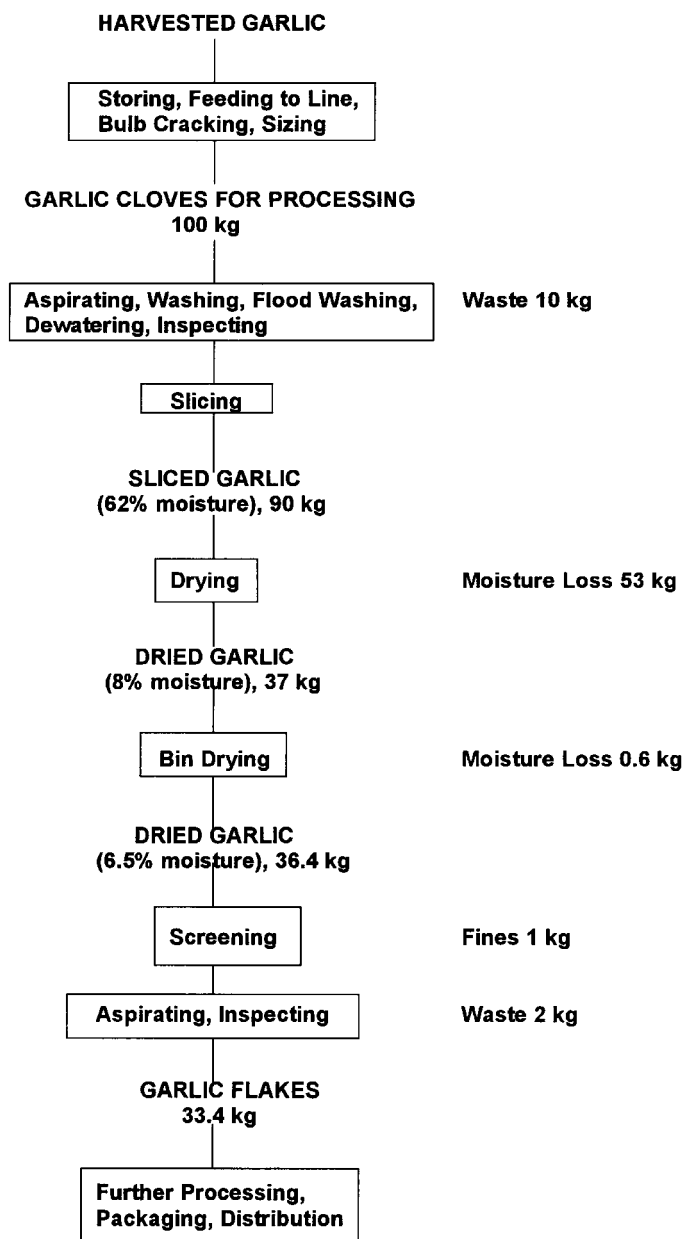 HARVESTED GARLIC
Storing, Feeding to Line,
Bulb Cracking, Sizing
GARLIC CLOVES FOR PROCESSING
100 kg
Aspirating, Washing, Flood Washing,
Dewatering, Inspecting
Waste 10 kg
Slicing
SLICED GARLIC
(62% moisture), 90 kg
Drying
Moisture Loss 53 kg
DRIED GARLIC
(8% moisture), 37 kg
Bin Drying
Moisture Loss 0.6 kg
DRIED GARLIC
(6.5% moisture), 36.4 kg
Screening
Fines 1 kg
Aspirating, Inspecting
Waste 2 kg
GARLIC FLAKES
33.4 kg
Further Processing,
Packaging, Distribution